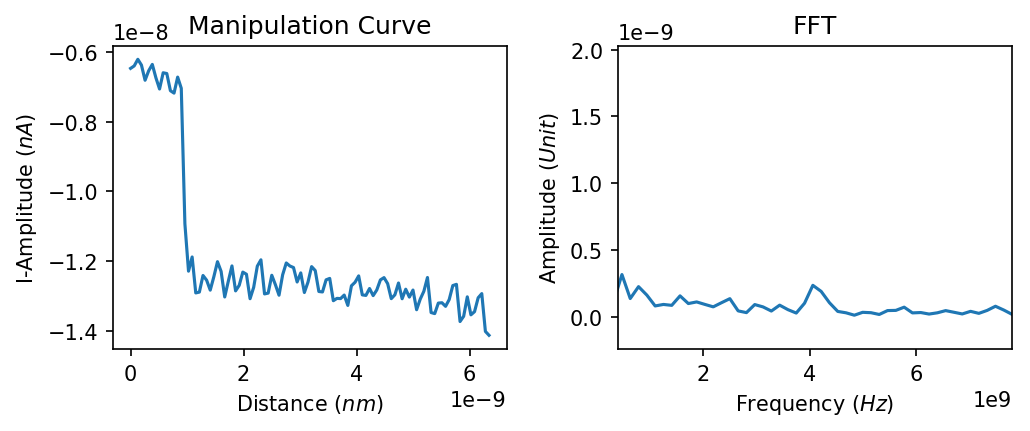 Manipulation Curve
1e−8
−0.6
−0.8
−1.0
−1.2
−1.4
I-Amplitude (nA)
0
2
4
6
1e−9
Distance (nm)
FFT
1e−9
2.0
1.5
1.0
0.5
0.0
Amplitude (Unit)
2
4
6
1e9
Frequency (Hz)